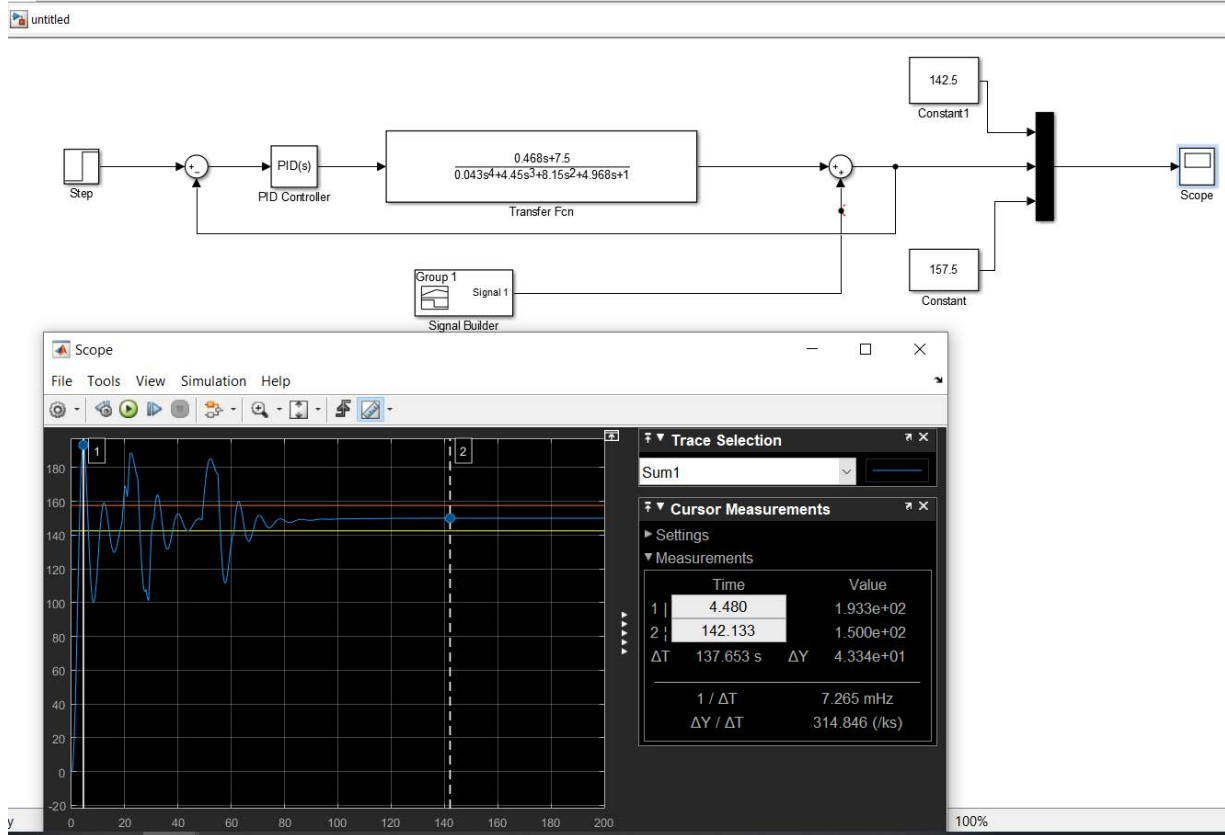 untitled
142.5
Constant1
Step
PID(s)
PID Controller
0.468s+7.5
0.043s4+4.45s3+8.15s2+4.968s+1
Transfer Fcn
Scope
157.5
Constant
Group 1
Signal 1
Signal Builder
Scope
File Tools View Simulation Help
1
2
180
160
140
120
100
80
60
40
20
0
-20
0 20 40 60 80 100 120 140 160 180 200
Trace Selection
Sum1
Cursor Measurements
Settings
Measurements
Time Value
1 | 4.480 1.933e+02
2 ¦ 142.133 1.500e+02
ΔT 137.653 s ΔY 4.334e+01
1 / ΔT 7.265 mHz
ΔY / ΔT 314.846 (/ks)
y
100%